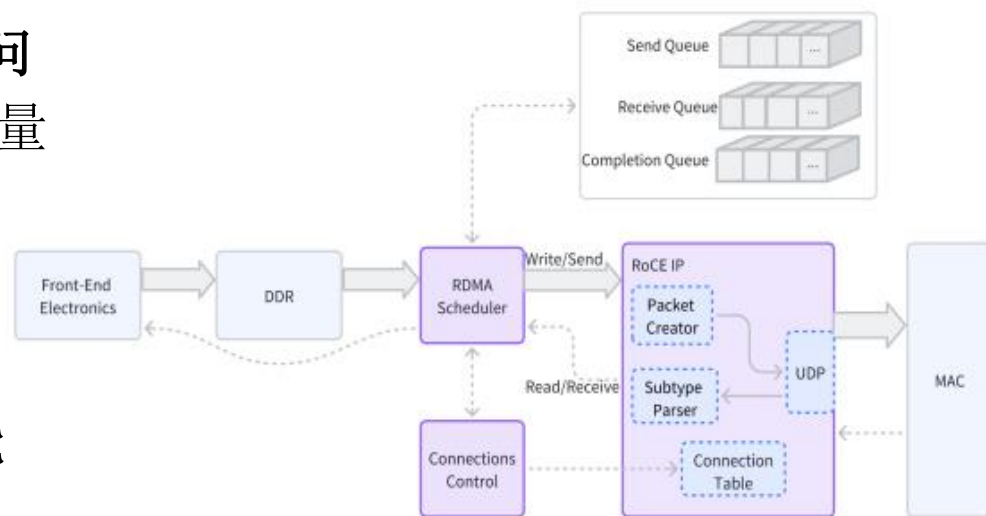 问
量
Send Queue
...
Receive Queue
...
Completion Queue
...
Front-End
Electronics
DDR
RDMA
Scheduler
Write/Send
Read/Receive
RoCE IP
Packet
Creator
UDP
Subtype
Parser
MAC
Connections
Control
Connection
Table